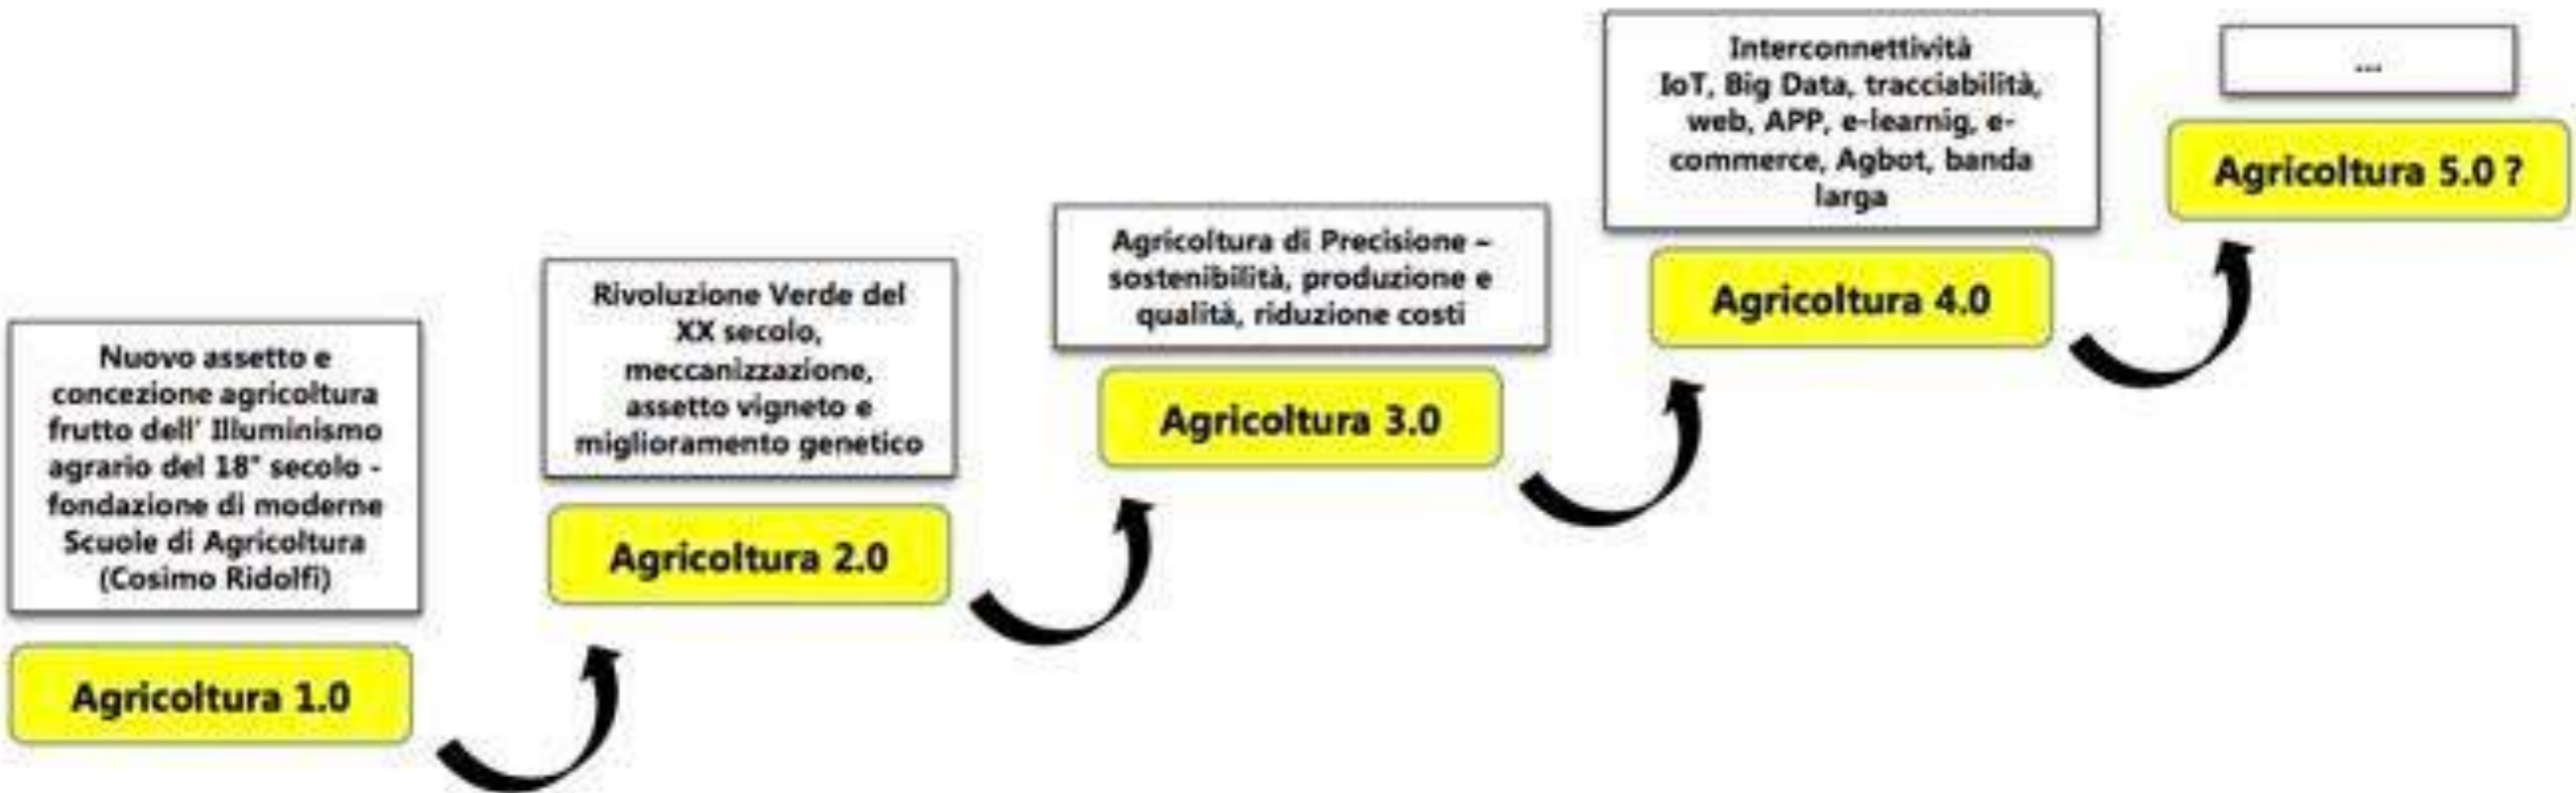 Nuovo assetto e
concezione agricoltura
frutto dell' Illuminismo
agrario del 18° secolo -
fondazione di moderne
Scuole di Agricoltura
(Cosimo Ridolfi)
Agricoltura 1.0
Rivoluzione Verde del
XX secolo,
meccanizzazione,
assetto vigneto e
miglioramento genetico
Agricoltura 2.0
Agricoltura di Precisione –
sostenibilità, produzione e
qualità, riduzione costi
Agricoltura 3.0
Interconnettività
IoT, Big Data, tracciabilità,
web, APP, e-learnig, e-
commerce, Agbot, banda
larga
Agricoltura 4.0
...
Agricoltura 5.0 ?